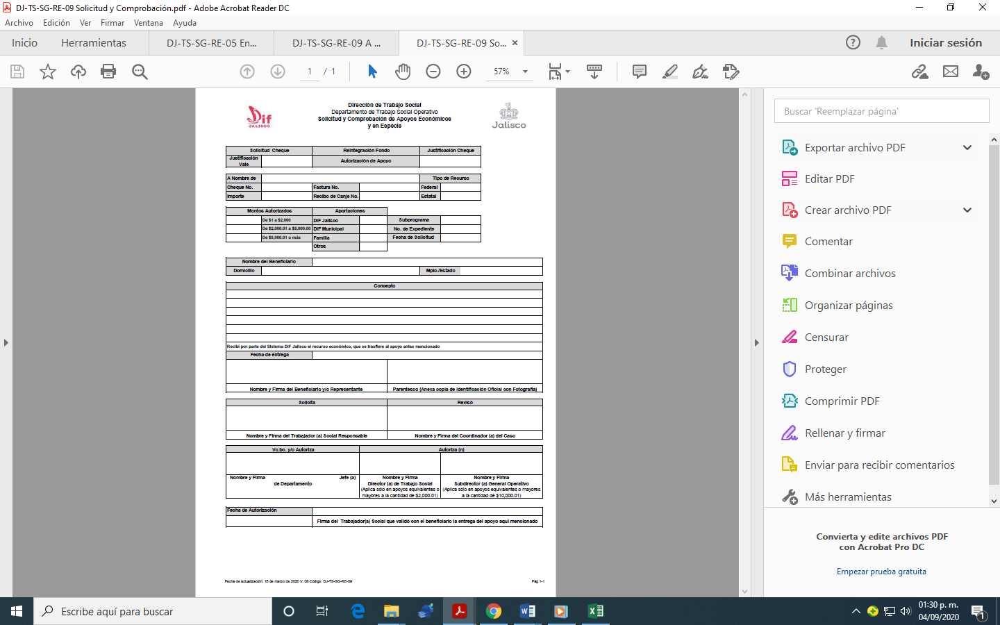 DJ-TS-SG-RE-09 Solicitud y Comprobación.pdf - Adobe Acrobat Reader DC
Archivo Edición Ver Firmar Ventana Ayuda
Inicio Herramientas DJ-TS-SG-RE-05 En... DJ-TS-SG-RE-09 A ... DJ-TS-SG-RE-09 So... × Iniciar sesión
1 / 1 57%
Dirección de Trabajo Social
Departamento de Trabajo Social Operativo
Solicitud y Comprobación de Apoyos Económicos
y en Especie
Dif
JALISCO
Jalisco
Solicitud Cheque Reintegración Fondo Justificación Cheque
Justificación
Vale
Autorización de Apoyo
A Nombre de Tipo de Recurso
Cheque No. Factura No. Federal
Importe Recibo de Canje No. Estatal
Montos Autorizados Aportaciones
De $1 a $2,000 DIF Jalisco Subprograma
De $2,000.01 a $5,000.00 DIF Municipal No. de Expediente
De $5,000.01 o más Familia Fecha de Solicitud
Otros
Nombre del Beneficiario
Domicilio Mpio./Estado
Concepto
Recibí por parte del Sistema DIF Jalisco el recurso económico, que se trasfiere al apoyo antes mencionado
Fecha de entrega
Nombre y Firma del Beneficiario y/o Representante Parentesco (Anexa copia de Identificación Oficial con Fotografía)
Solicita Revisó
Nombre y Firma del Trabajador (a) Social Responsable Nombre y Firma del Coordinador (a) del Caso
Vo.bo. y/o Autoriza Autoriza (n)
Nombre y Firma Jefe (a)
de Departamento
Nombre y Firma
Director (a) de Trabajo Social
(Aplica sólo en apoyos equivalentes o
mayores a la cantidad de $2,000.01)
Nombre y Firma
Subdirector (a) General Operativo
(Aplica sólo en apoyos equivalentes o mayores
a la cantidad de $10,000.01)
Fecha de Autorización
Firma del Trabajador(a) Social que validó con el beneficiario la entrega del apoyo aquí mencionado
Fecha de actualización: 15 de marzo de 2020 V. 08 Código: DJ-TS-SG-RE-09 Pág 1-1
Buscar 'Reemplazar página'
Exportar archivo PDF
Editar PDF
Crear archivo PDF
Comentar
Combinar archivos
Organizar páginas
Censurar
Proteger
Comprimir PDF
Rellenar y firmar
Enviar para recibir comentarios
Más herramientas
Convierta y edite archivos PDF
con Acrobat Pro DC
Empezar prueba gratuita
Escribe aquí para buscar
01:30 p. m.
04/09/2020
1